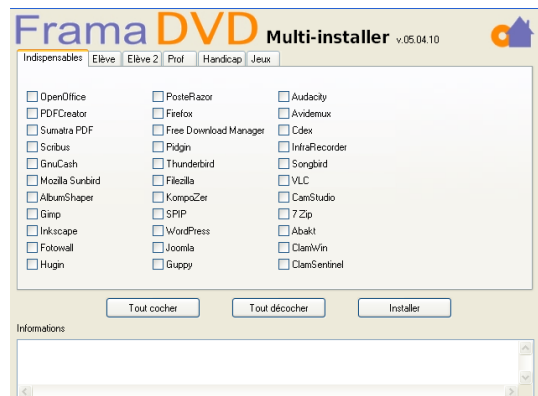 FramaDVD Multi-installer v.05.04.10
Indispensables Elève Elève 2 Prof Handicap Jeux
OpenOffice PosteRazor Audacity
PDFCreator Firefox Avidemux
Sumatra PDF Free Download Manager Cdex
Scribus Pidgin InfraRecorder
GnuCash Thunderbird Songbird
Mozilla Sunbird Filezilla VLC
AlbumShaper KompoZer CamStudio
Gimp SPIP 7 Zip
Inkscape WordPress Abakt
Fotowall Joomla ClamWin
Hugin Guppy ClamSentinel
Tout cocher Tout décocher Installer
Informations